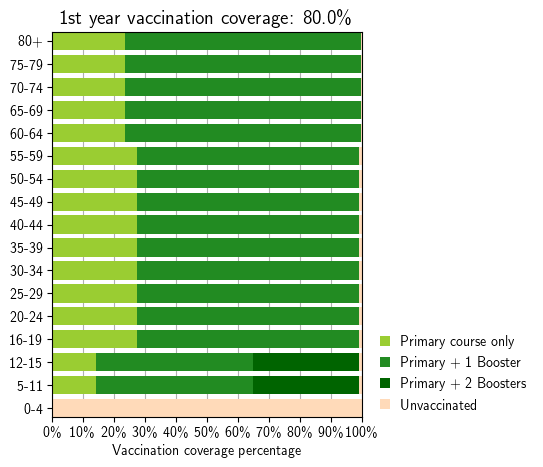 1st year vaccination coverage: 80.0%
80+
75-79
70-74
65-69
60-64
55-59
50-54
45-49
40-44
35-39
30-34
25-29
20-24
16-19
12-15
5-11
0-4
0% 10% 20% 30% 40% 50% 60% 70% 80% 90% 100%
Vaccination coverage percentage
Primary course only
Primary + 1 Booster
Primary + 2 Boosters
Unvaccinated